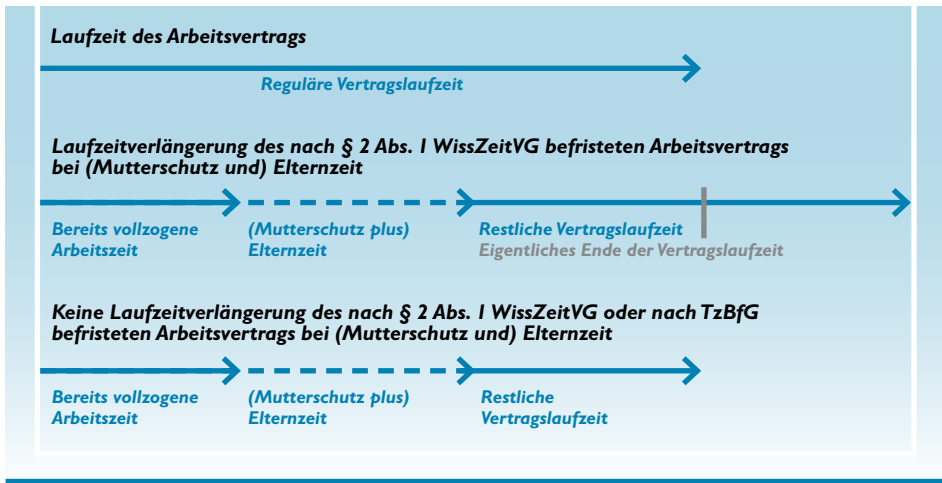 Laufzeit des Arbeitsvertrags
Reguläre Vertragslaufzeit
Laufzeitverlängerung des nach § 2 Abs. 1 WissZeitVG befristeten Arbeitsvertrags
bei (Mutterschutz und) Elternzeit
Bereits vollzogene
Arbeitszeit
(Mutterschutz plus)
Elternzeit
Restliche Vertragslaufzeit
Eigentliches Ende der Vertragslaufzeit
Keine Laufzeitverlängerung des nach § 2 Abs. 1 WissZeitVG oder nach TzBfG
befristeten Arbeitsvertrags bei (Mutterschutz und) Elternzeit
Bereits vollzogene
Arbeitszeit
(Mutterschutz plus)
Elternzeit
Restliche
Vertragslaufzeit